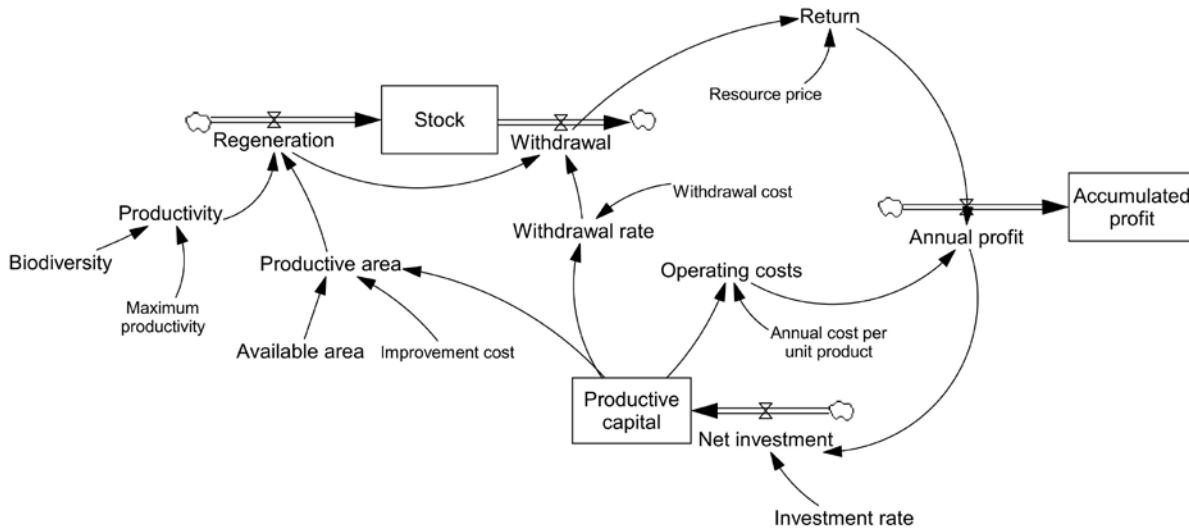 Return
Resource price
Stock
Regeneration
Withdrawal
Withdrawal cost
Accumulated
profit
Productivity
Withdrawal rate
Annual profit
Biodiversity
Productive area
Operating costs
Maximum
productivity
Available area
Improvement cost
Annual cost per
unit product
Productive
capital
Net investment
Investment rate